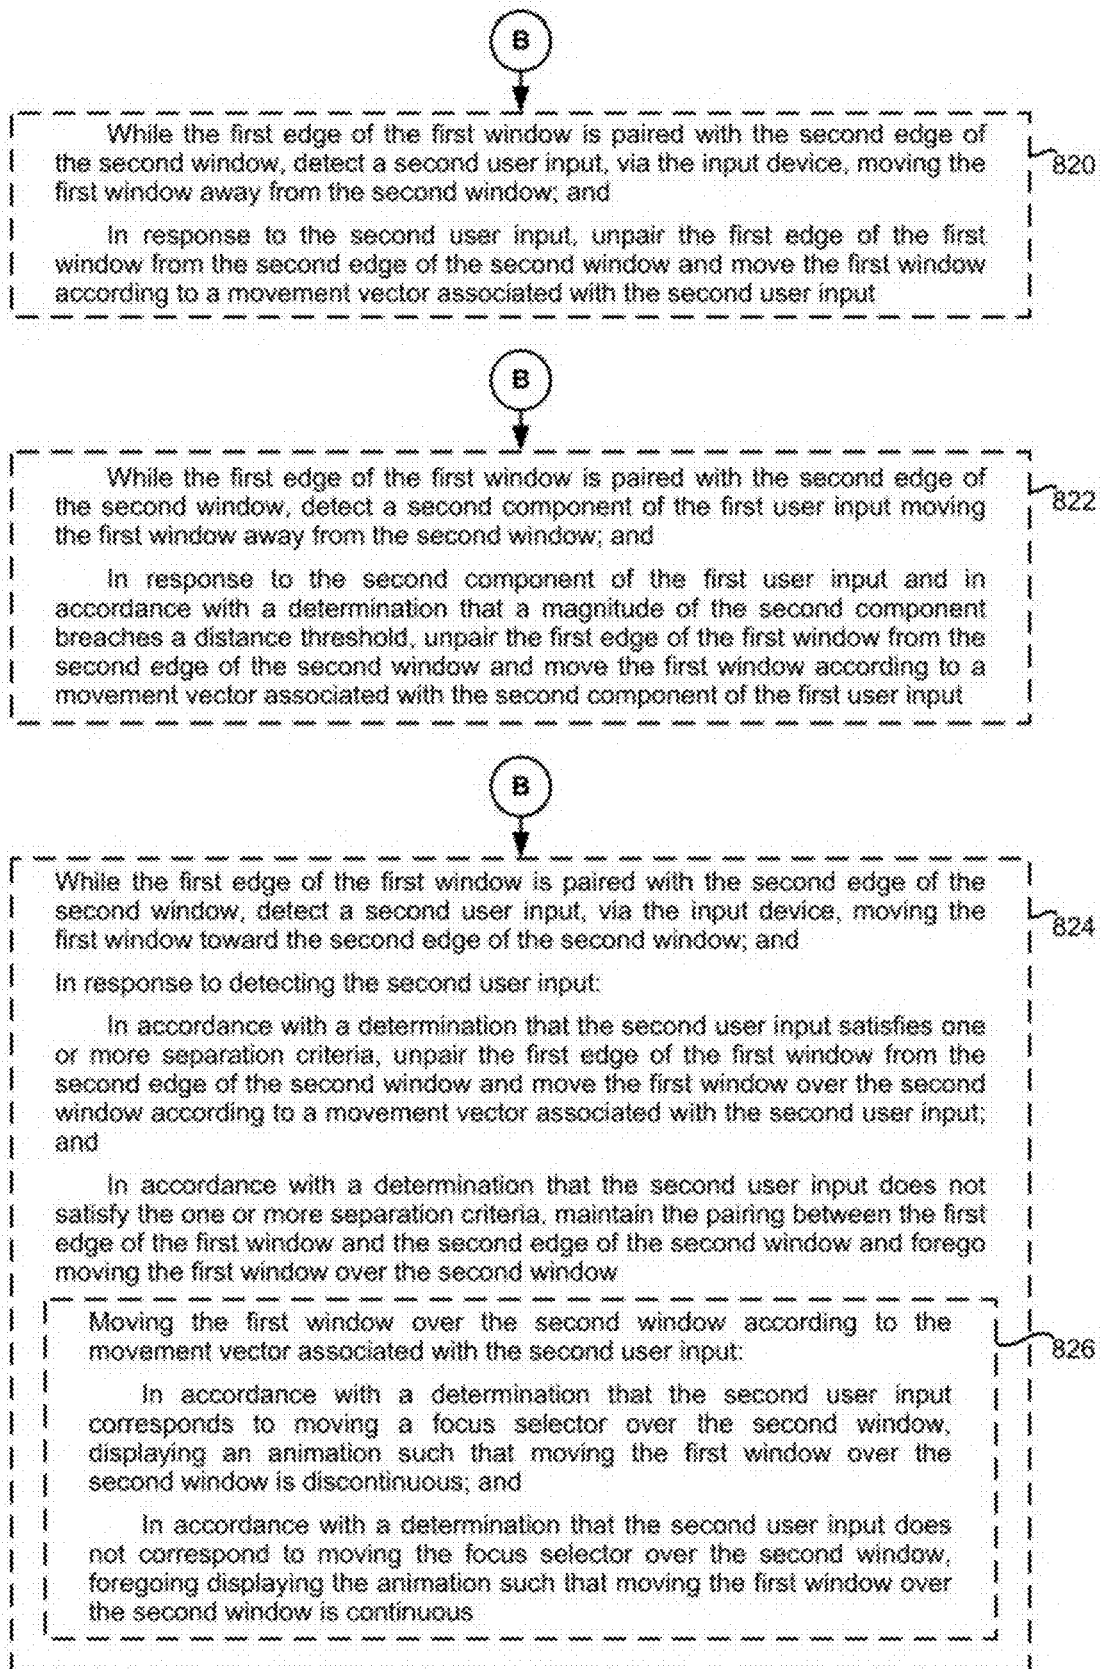 B
While the first edge of the first window is paired with the second edge of
the second window, detect a second user input, via the input device, moving the
first window away from the second window; and
In response to the second user input, unpair the first edge of the first
window from the second edge of the second window and move the first window
according to a movement vector associated with the second user input
820
B
While the first edge of the first window is paired with the second edge of
the second window, detect a second component of the first user input moving
the first window away from the second window; and
In response to the second component of the first user input and in
accordance with a determination that a magnitude of the second component
breaches a distance threshold, unpair the first edge of the first window from the
second edge of the second window and move the first window according to a
movement vector associated with the second component of the first user input
822
B
While the first edge of the first window is paired with the second edge of the
second window, detect a second user input, via the input device, moving the
first window toward the second edge of the second window; and
In response to detecting the second user input:
In accordance with a determination that the second user input satisfies one
or more separation criteria, unpair the first edge of the first window from the
second edge of the second window and move the first window over the second
window according to a movement vector associated with the second user input;
and
In accordance with a determination that the second user input does not
satisfy the one or more separation criteria, maintain the pairing between the first
edge of the first window and the second edge of the second window and forego
moving the first window over the second window
824
Moving the first window over the second window according to the
movement vector associated with the second user input:
In accordance with a determination that the second user input
corresponds to moving a focus selector over the second window,
displaying an animation such that moving the first window over the
second window is discontinuous; and
In accordance with a determination that the second user input does
not correspond to moving the focus selector over the second window,
foregoing displaying the animation such that moving the first window over
the second window is continuous
826